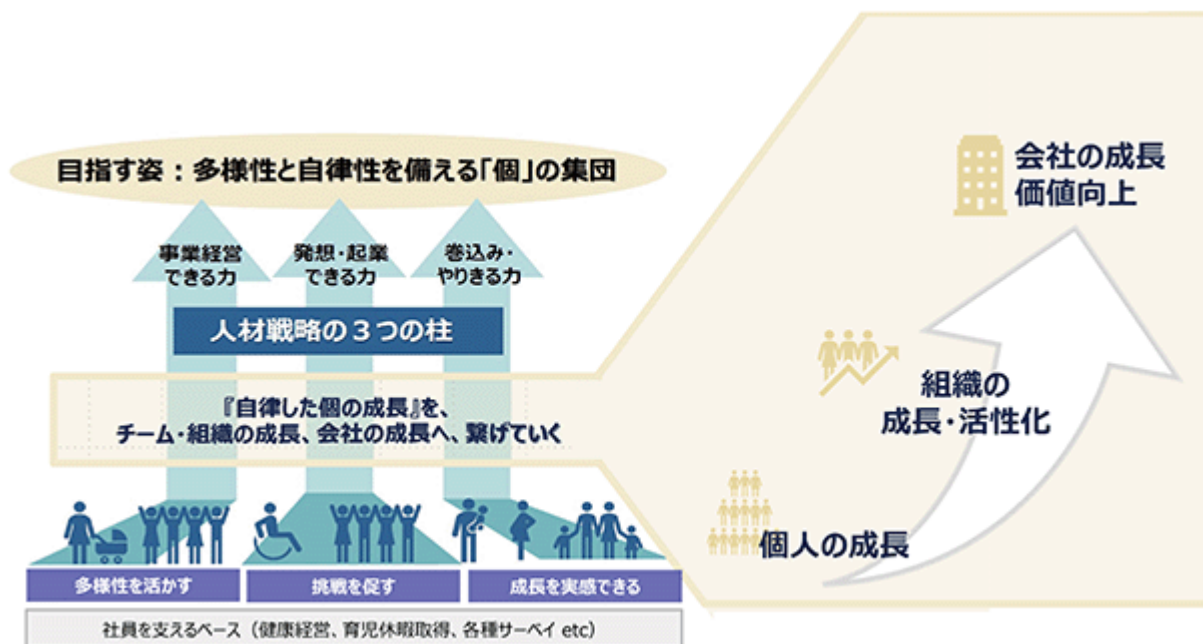 目指す姿：多様性と自律性を備える「個」の集団
事業経営
できる力
発想・起業
できる力
巻込み・
やりきる力
人材戦略の３つの柱
『自律した個の成長』を、
チーム・組織の成長、会社の成長へ、繋げていく
多様性を活かす
挑戦を促す
成長を実感できる
社員を支えるベース（健康経営、育児休暇取得、各種サーベイ etc）
会社の成長
価値向上
組織の
成長・活性化
個人の成長